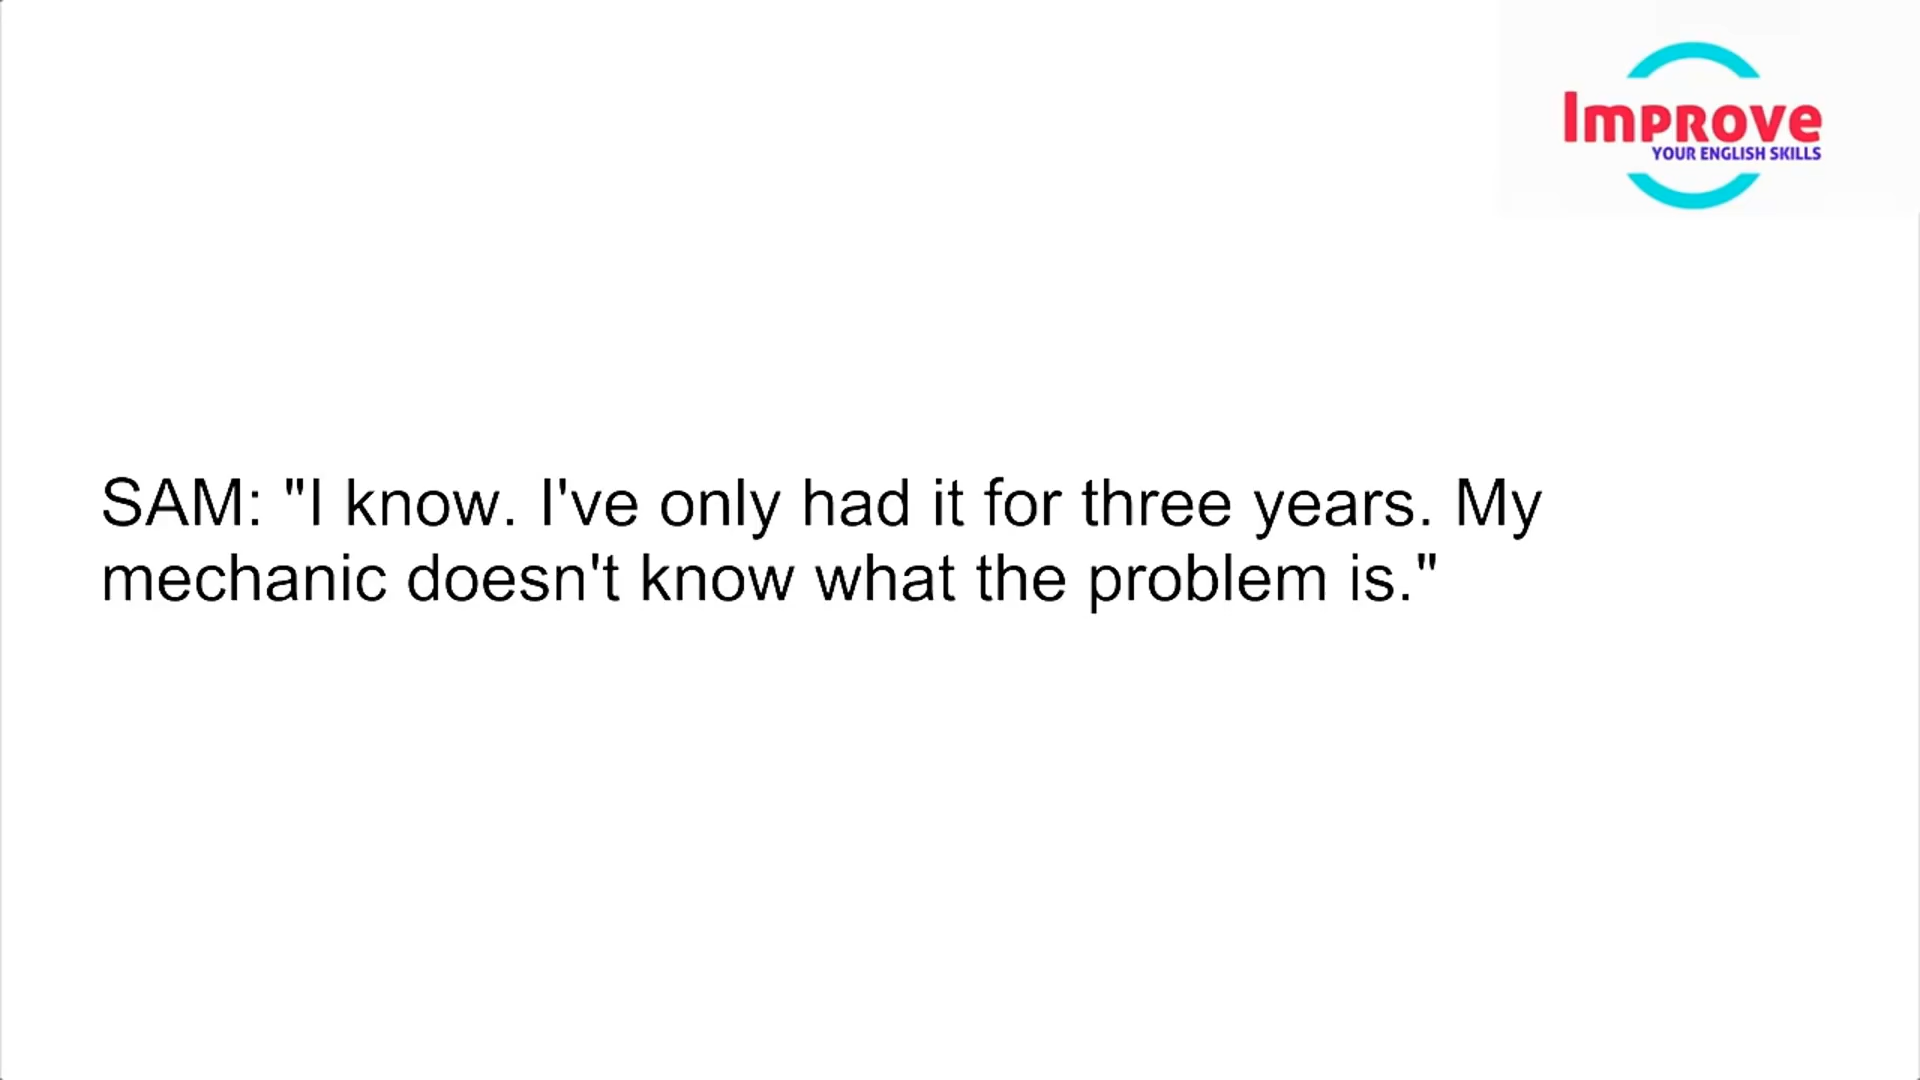 Improve
YOUR ENGLISH SKILLS
SAM: "I know. I've only had it for three years. My
mechanic doesn't know what the problem is."